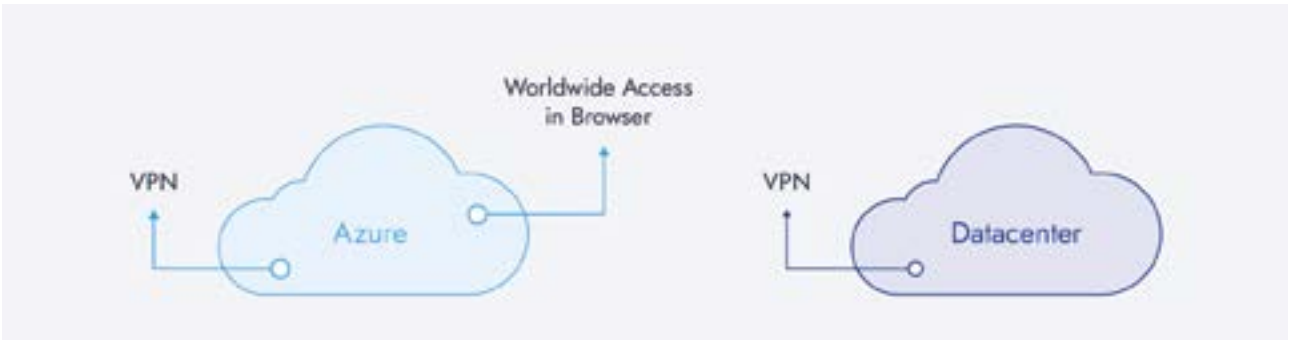 Worldwide Access
in Browser
VPN
Azure
VPN
Datacenter